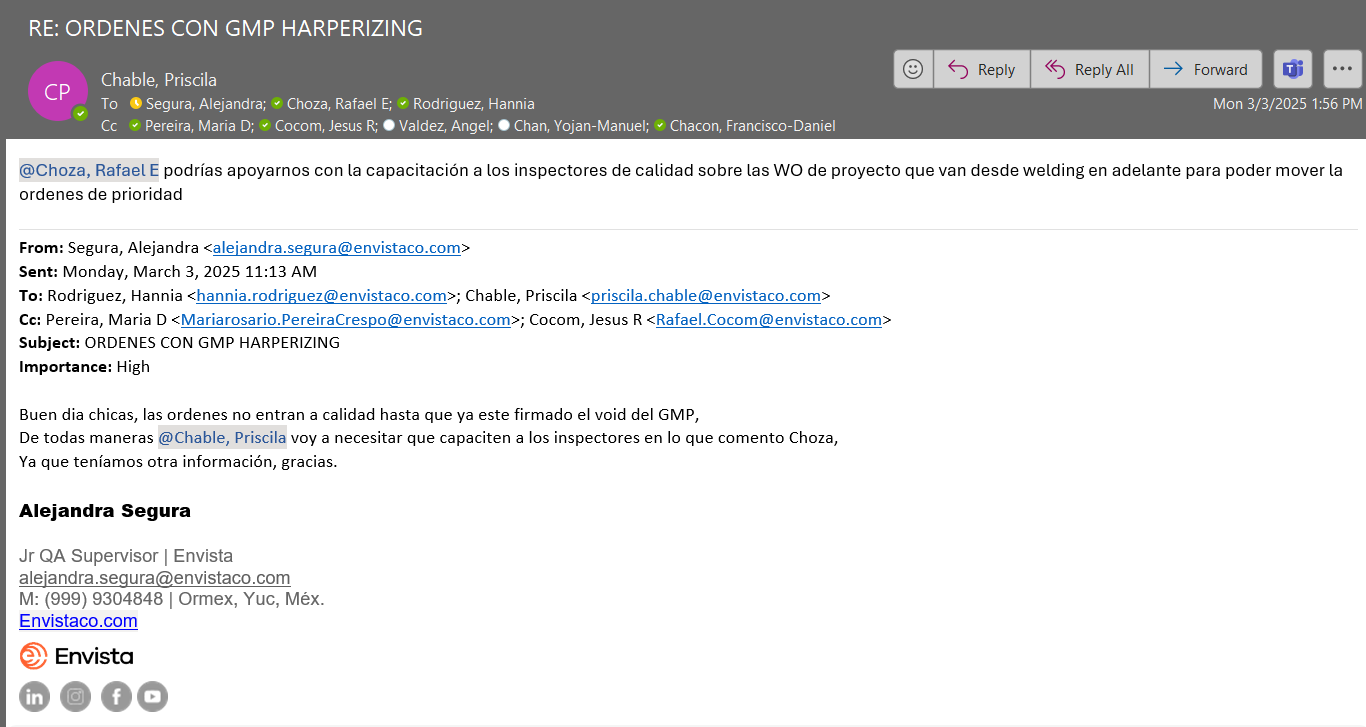 RE: ORDENES CON GMP HARPERIZING
CP
Chable, Priscila
To Segura, Alejandra; Choza, Rafael E; Rodriguez, Hannia
Cc Pereira, Maria D; Cocom, Jesus R; Valdez, Angel; Chan, Yojan-Manuel; Chacon, Francisco-Daniel
Reply
Reply All
Forward
Mon 3/3/2025 1:56 PM
@Choza, Rafael E podrías apoyarnos con la capacitación a los inspectores de calidad sobre las WO de proyecto que van desde welding en adelante para poder mover la
ordenes de prioridad
From: Segura, Alejandra <alejandra.segura@envistaco.com>
Sent: Monday, March 3, 2025 11:13 AM
To: Rodriguez, Hannia <hannia.rodriguez@envistaco.com>; Chable, Priscila <priscila.chable@envistaco.com>
Cc: Pereira, Maria D <Mariarosario.PereiraCrespo@envistaco.com>; Cocom, Jesus R <Rafael.Cocom@envistaco.com>
Subject: ORDENES CON GMP HARPERIZING
Importance: High
Buen dia chicas, las ordenes no entran a calidad hasta que ya este firmado el void del GMP,
De todas maneras @Chable, Priscila voy a necesitar que capaciten a los inspectores en lo que comento Choza,
Ya que teníamos otra información, gracias.
Alejandra Segura
Jr QA Supervisor | Envista
alejandra.segura@envistaco.com
M: (999) 9304848 | Ormex, Yuc, Méx.
Envistaco.com
Envista